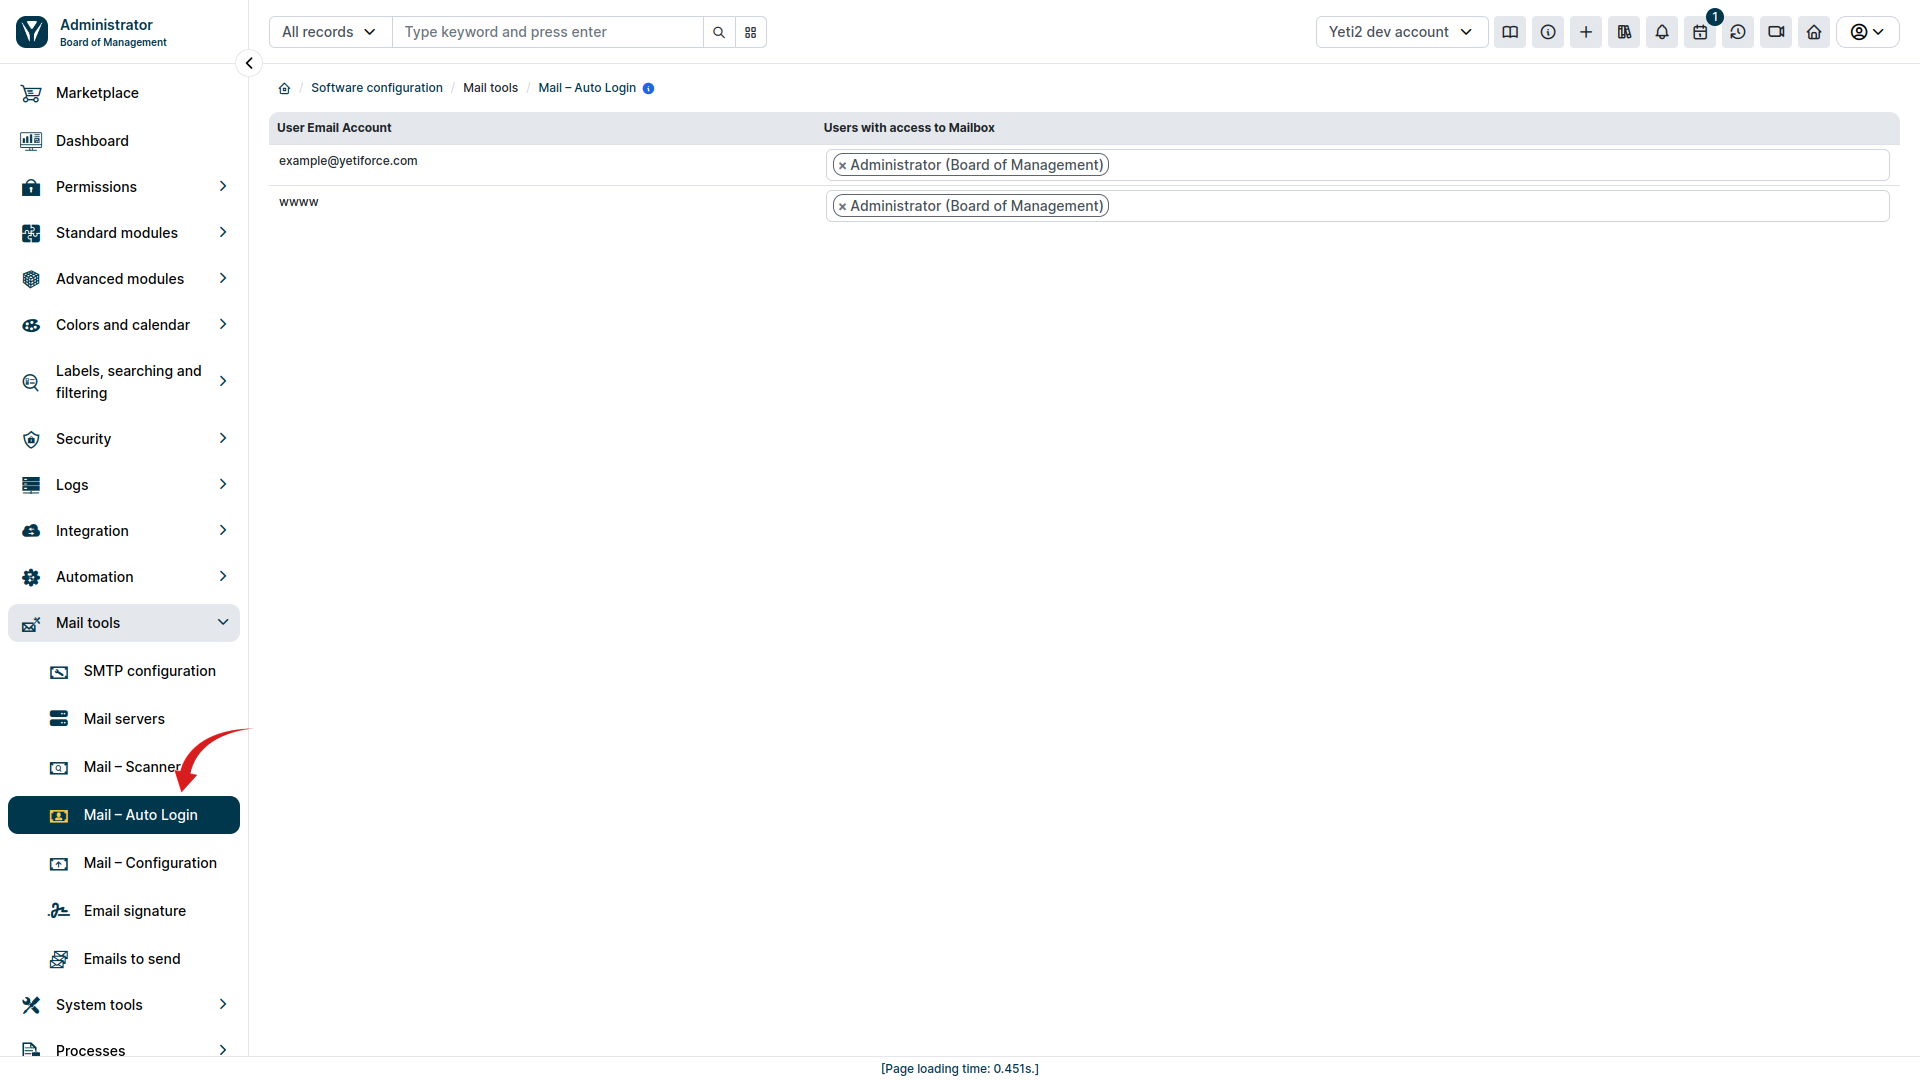 Administrator
Board of Management
All records
Type keyword and press enter
Yeti2 dev account
1
Marketplace
Dashboard
Permissions
Standard modules
Advanced modules
Colors and calendar
Labels, searching and
filtering
Security
Logs
Integration
Automation
Mail tools
SMTP configuration
Mail servers
Mail – Scanner
Mail – Auto Login
Mail – Configuration
Email signature
Emails to send
System tools
Processes
/ Software configuration / Mail tools / Mail – Auto Login
User Email Account Users with access to Mailbox
example@yetiforce.com × Administrator (Board of Management)
wwww × Administrator (Board of Management)
[Page loading time: 0.451s.]